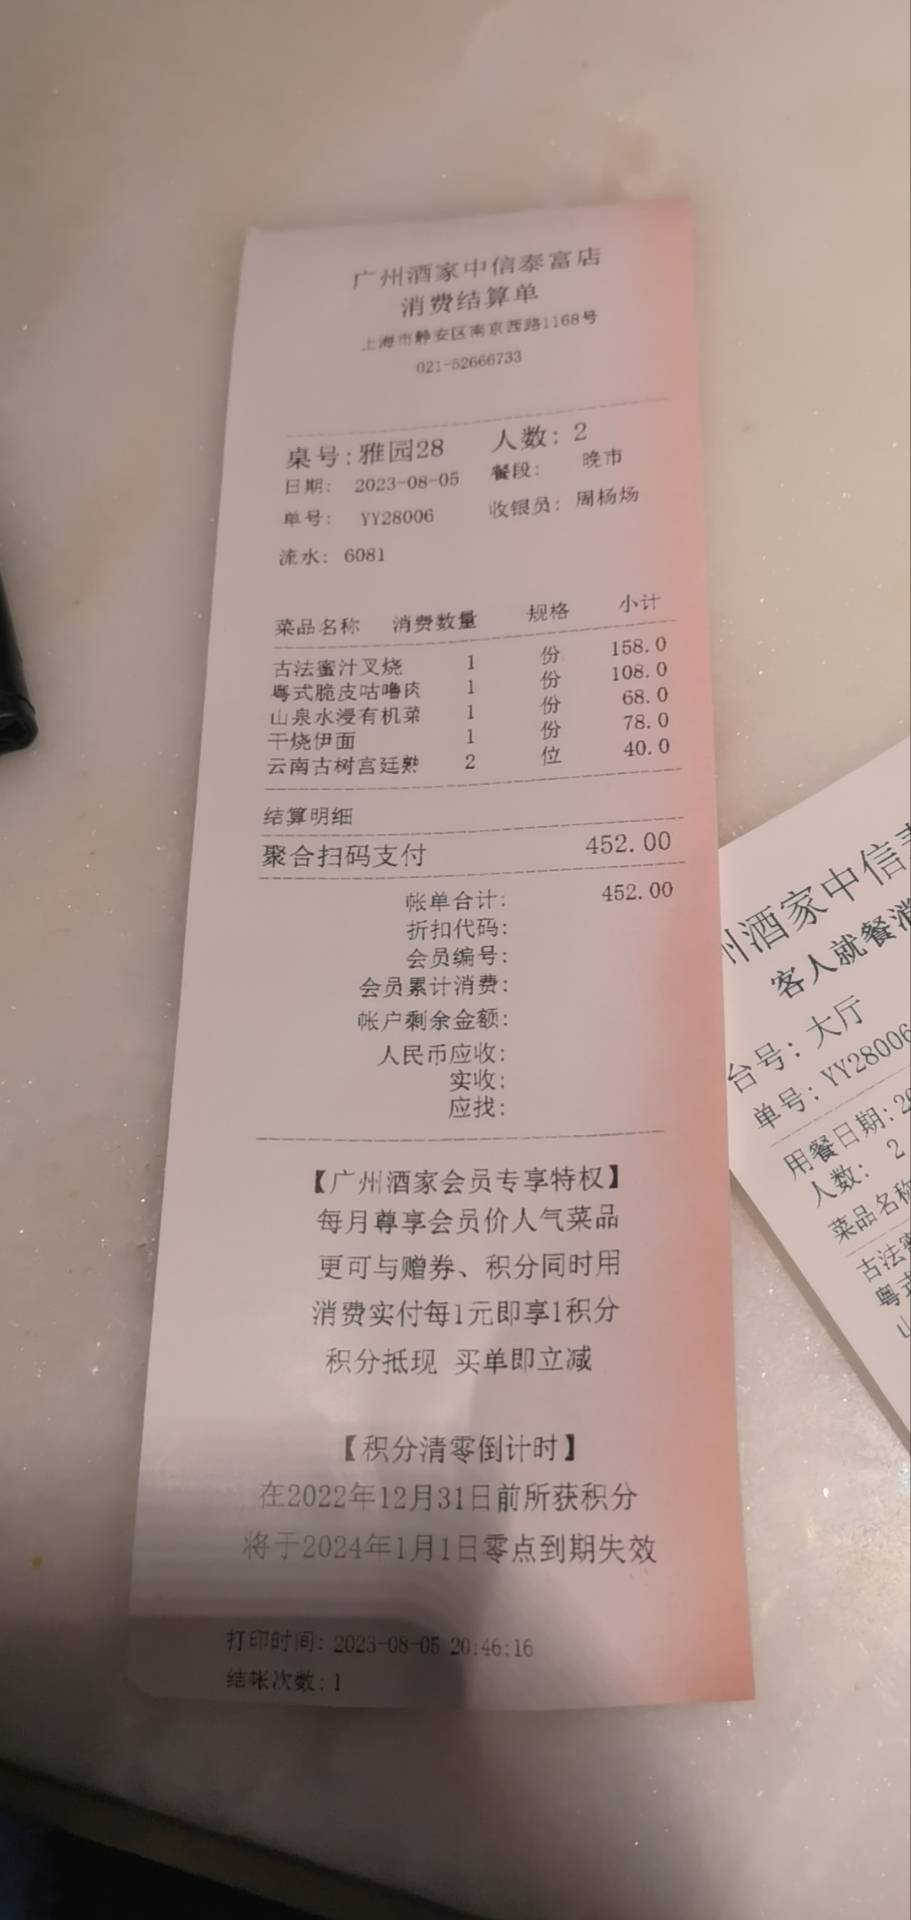 广州酒家中信泰富店
消费结算单
上海市静安区南京西路1168号
021-52666733
桌号:雅园28 人数: 2
日期: 2023-08-05 餐段: 晚市
单号: YY28006 收银员: 周杨炀
流水: 6081
菜品名称 消费数量 规格 小计
古法蜜汁叉烧 1 份 158.0
粤式脆皮咕噜肉 1 份 108.0
山泉水浸有机菜 1 份 68.0
干烧伊面 1 份 78.0
云南古树宫廷熟 2 位 40.0
结算明细
聚合扫码支付 452.00
帐单合计: 452.00
折扣代码:
会员编号:
会员累计消费:
帐户剩余金额:
人民币应收:
实收:
应找:
【广州酒家会员专享特权】
每月尊享会员价人气菜品
更可与赠券、积分同时用
消费实付每1元即享1积分
积分抵现 买单即立减
【积分清零倒计时】
在2022年12月31日前所获积分
将于2024年1月1日零点到期失效
打印时间: 2023-08-05 20:46:16
结帐次数:1
州酒家中信
客人就餐消
台号: 大厅
单号: YY28006
用餐日期: 20
人数: 2
菜品名称
古法蜜
粤式
山